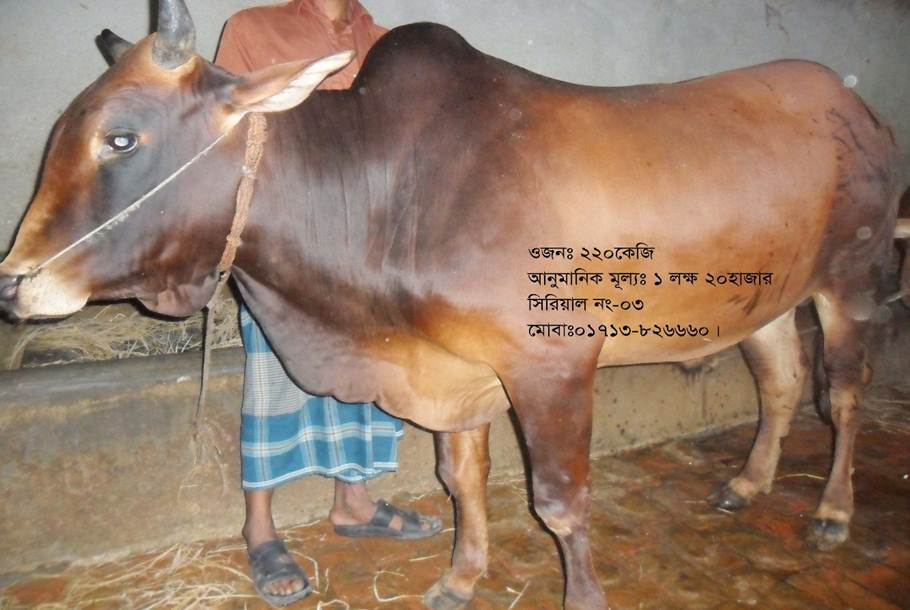 ওজনঃ ২২০কেজি
আনুমানিক মূল্যঃ ১ লক্ষ ২০হাজার
সিরিয়াল নং-০৩
মোবাঃ০১৭১৩-৮২৬৬৬০।